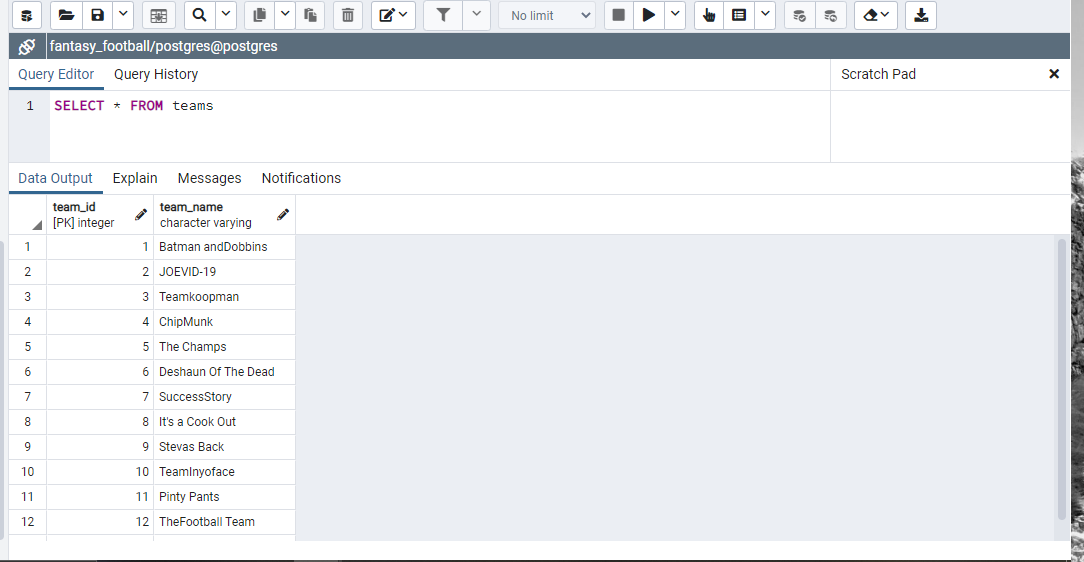 No limit
fantasy_football/postgres@postgres
Query Editor Query History
Scratch Pad
1 SELECT * FROM teams
Data Output Explain Messages Notifications
team_id team_name
[PK] integer character varying
1 1 Batman andDobbins
2 2 JOEVID-19
3 3 Teamkoopman
4 4 ChipMunk
5 5 The Champs
6 6 Deshaun Of The Dead
7 7 SuccessStory
8 8 It's a Cook Out
9 9 Stevas Back
10 10 TeamInyoface
11 11 Pinty Pants
12 12 TheFootball Team